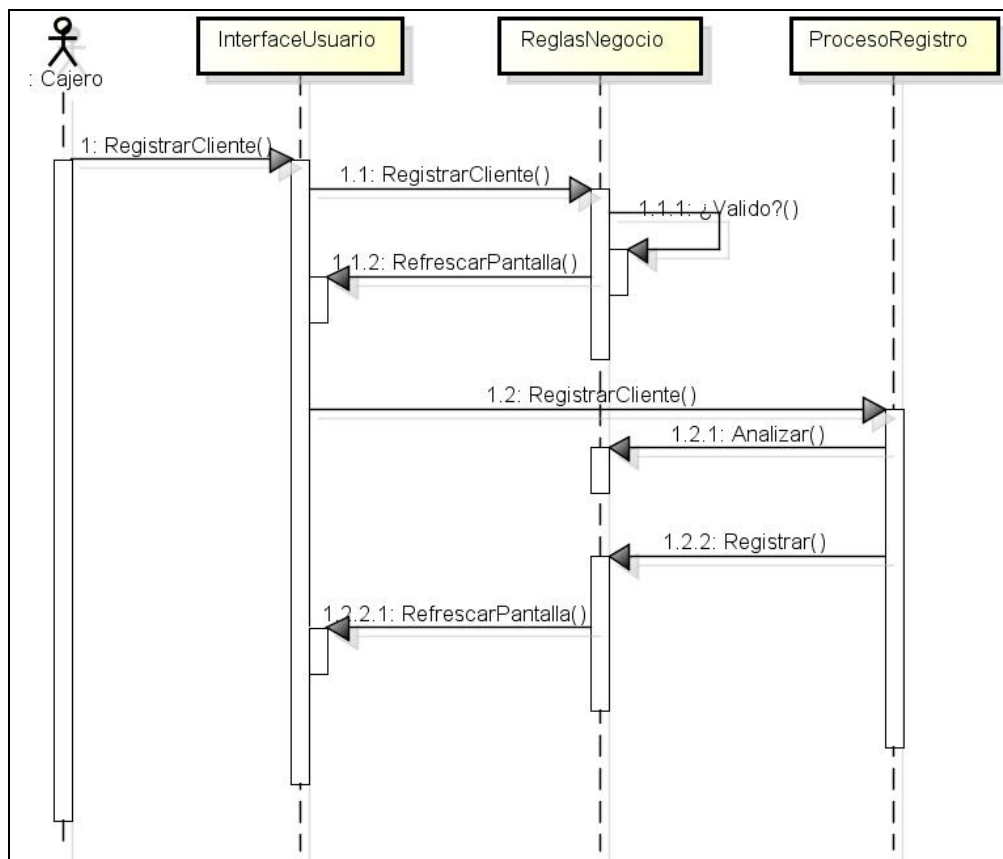 : Cajero
InterfaceUsuario
ReglasNegocio
ProcesoRegistro
1: RegistrarCliente()
1.1: RegistrarCliente()
1.1.1: ¿Valido?()
1.1.2: RefrescarPantalla()
1.2: RegistrarCliente()
1.2.1: Analizar()
1.2.2: Registrar()
1.2.2.1: RefrescarPantalla()